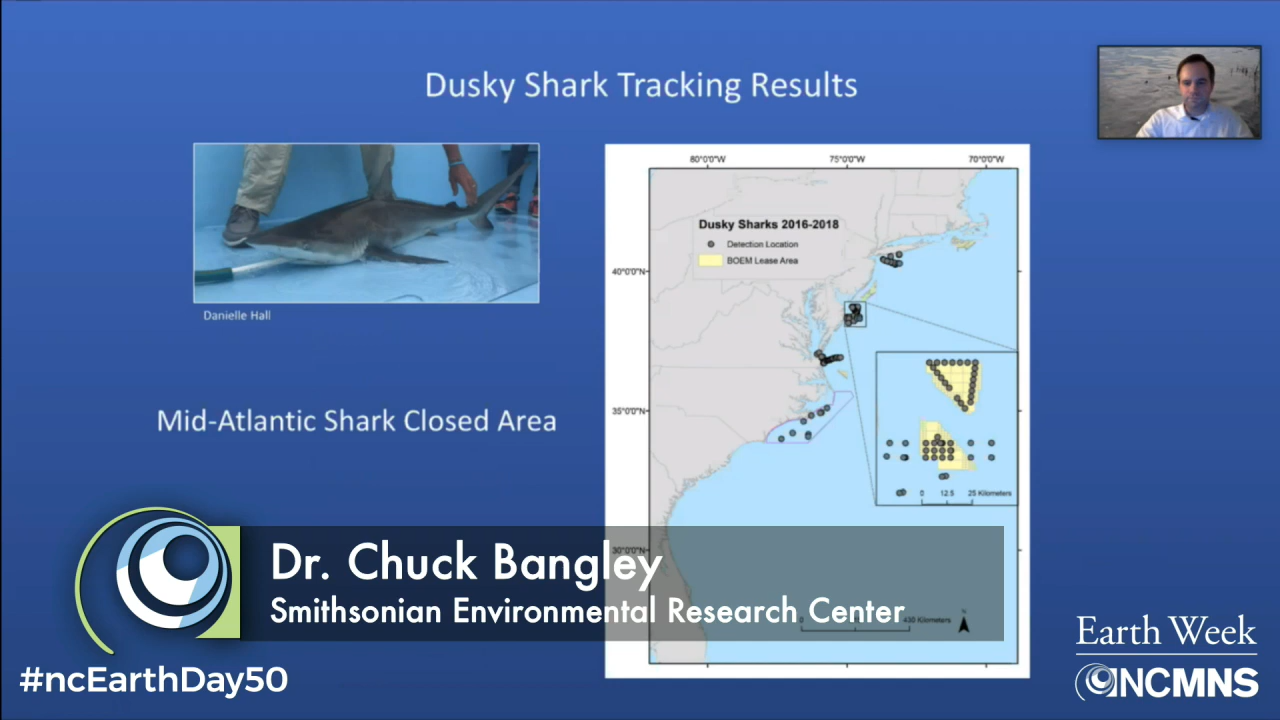 Dusky Shark Tracking Results
Danielle Hall
Mid-Atlantic Shark Closed Area
80°0'0"W
75°0'0"W
70°0'0"W
Dusky Sharks 2016-2018
Detection Location
BOEM Lease Area
40°0'0"N
35°0'0"N
30°0'0"N
0 12.5 25 Kilometers
0 430 Kilometers
N
Dr. Chuck Bangley
Smithsonian Environmental Research Center
#ncEarthDay50
Earth Week
NCMNS